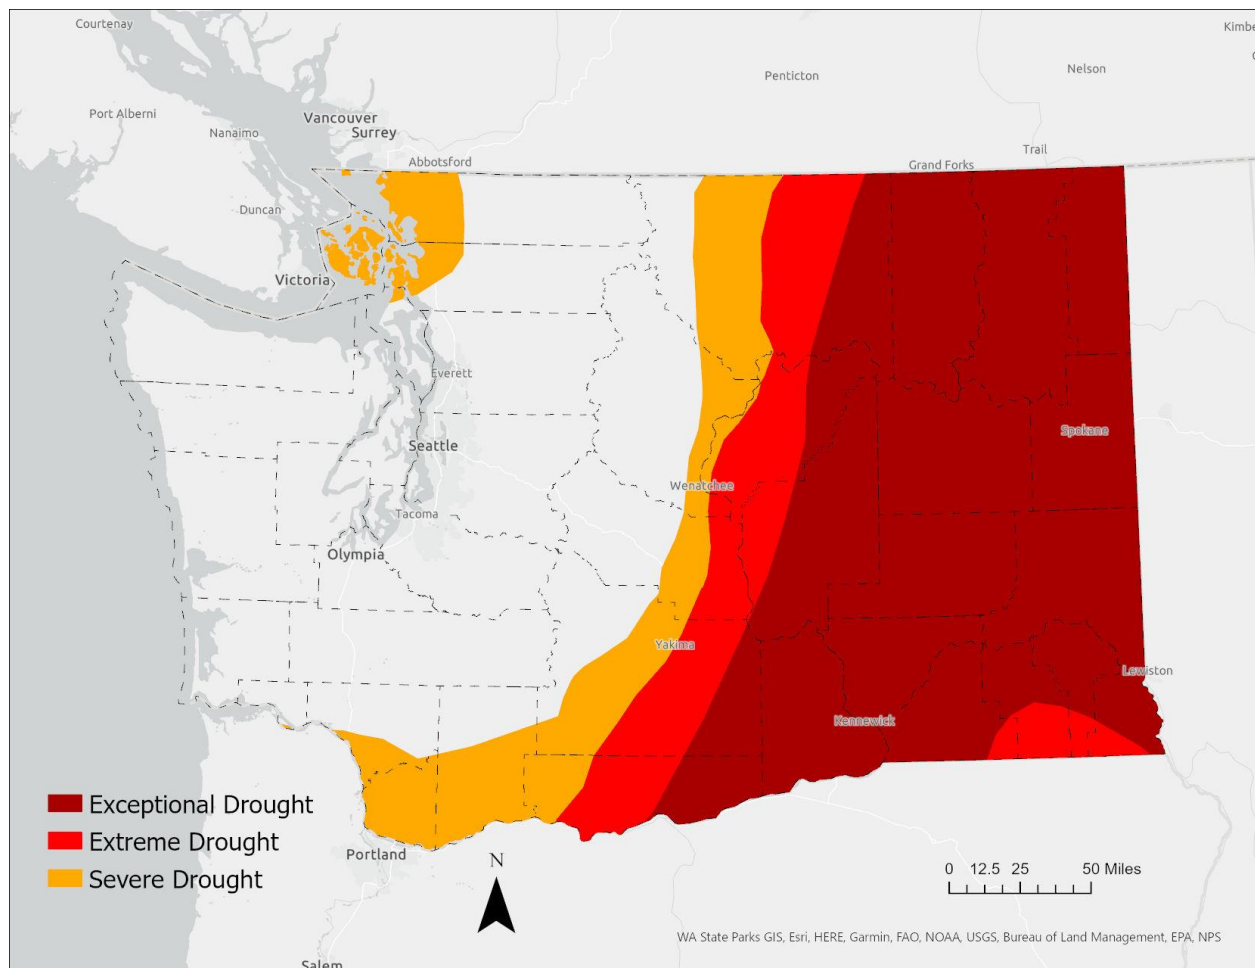 Courtenay
Kimbe
Penticton
Nelson
Port Alberni
Vancouver
Nanaimo
Surrey
Abbotsford
Trail
Grand Forks
Duncan
Victoria
Everett
Spokane
Seattle
Wenatchee
Tacoma
Olympia
Yakima
Lewiston
Kennewick
Exceptional Drought
Extreme Drought
Severe Drought
Portland
N
0 12.5 25 50 Miles
WA State Parks GIS, Esri, HERE, Garmin, FAO, NOAA, USGS, Bureau of Land Management, EPA, NPS
Salem